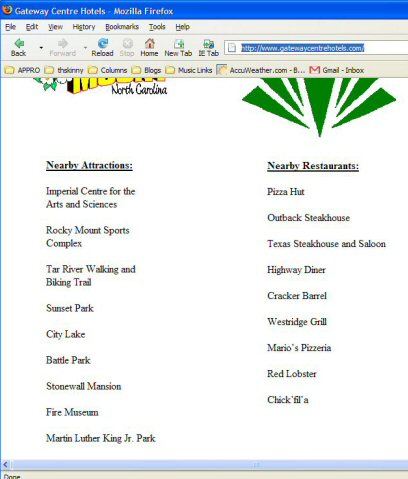 Gateway Centre Hotels - Mozilla Firefox
File Edit View History Bookmarks Tools Help
Back Forward Reload Stop Home New Tab IE Tab
http://www.gatewaycentrehotels.com/
APPRO thskinny Columns Blogs Music Links AccuWeather.com - B... Gmail - Inbox
North Carolina
Nearby Attractions:
Imperial Centre for the
Arts and Sciences
Rocky Mount Sports
Complex
Tar River Walking and
Biking Trail
Sunset Park
City Lake
Battle Park
Stonewall Mansion
Fire Museum
Martin Luther King Jr. Park
Nearby Restaurants:
Pizza Hut
Outback Steakhouse
Texas Steakhouse and Saloon
Highway Diner
Cracker Barrel
Westridge Grill
Mario's Pizzeria
Red Lobster
Chick`fil'a
Done